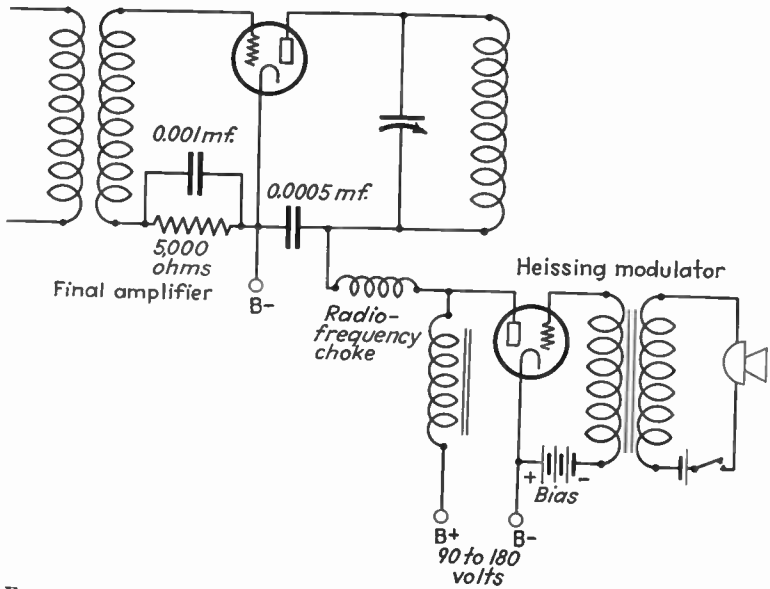 0.001 mf.
0.0005 mf.
5,000
ohms
Final amplifier
B-
Heissing modulator
Radio-
frequency
choke
+
-
Bias
B+
B-
90 to 180
volts